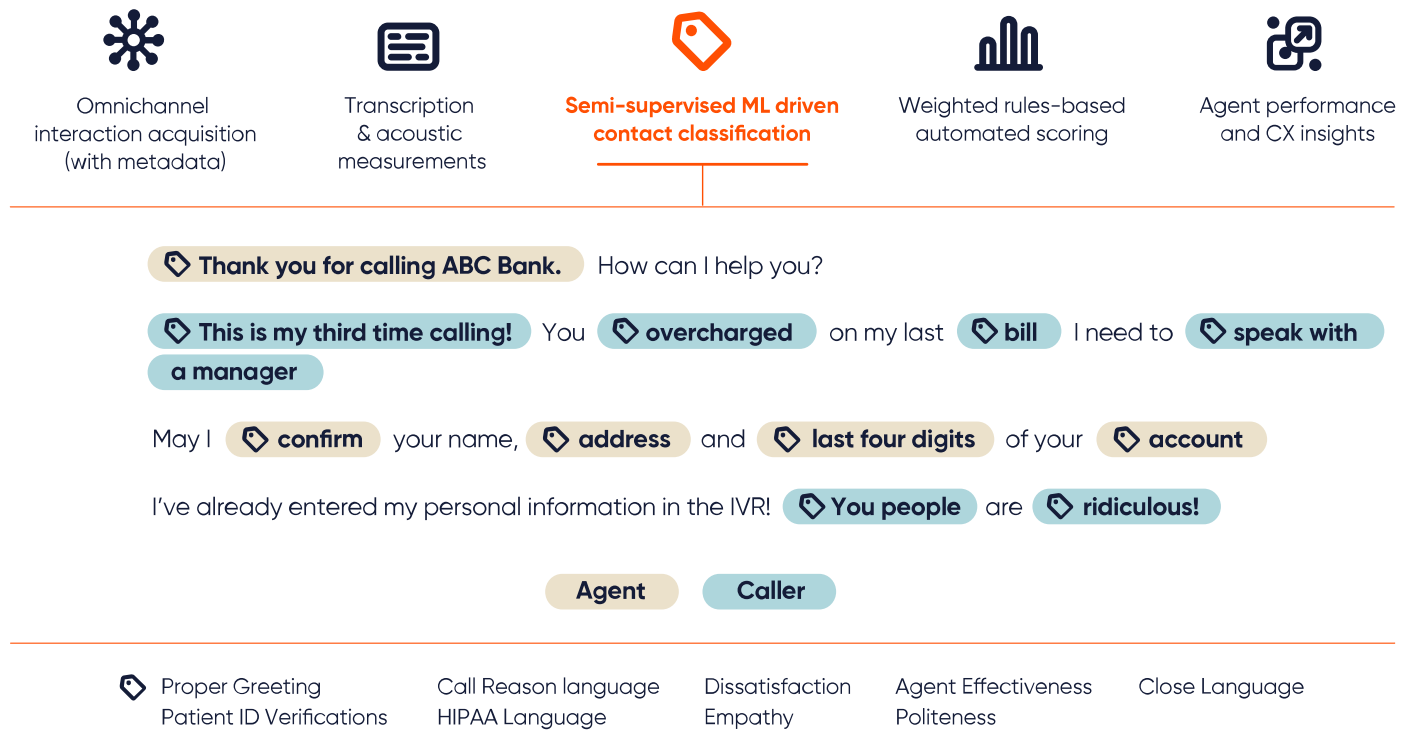 Omnichannel
interaction acquisition
(with metadata)
Transcription
& acoustic
measurements
Semi-supervised ML driven
contact classification
Weighted rules-based
automated scoring
Agent performance
and CX insights
Thank you for calling ABC Bank. How can I help you?
This is my third time calling! You overcharged on my last bill I need to speak with
a manager
May I confirm your name, address and last four digits of your account
I’ve already entered my personal information in the IVR! You people are ridiculous!
Agent Caller
Proper Greeting Call Reason language Dissatisfaction Agent Effectiveness Close Language
Patient ID Verifications HIPAA Language Empathy Politeness